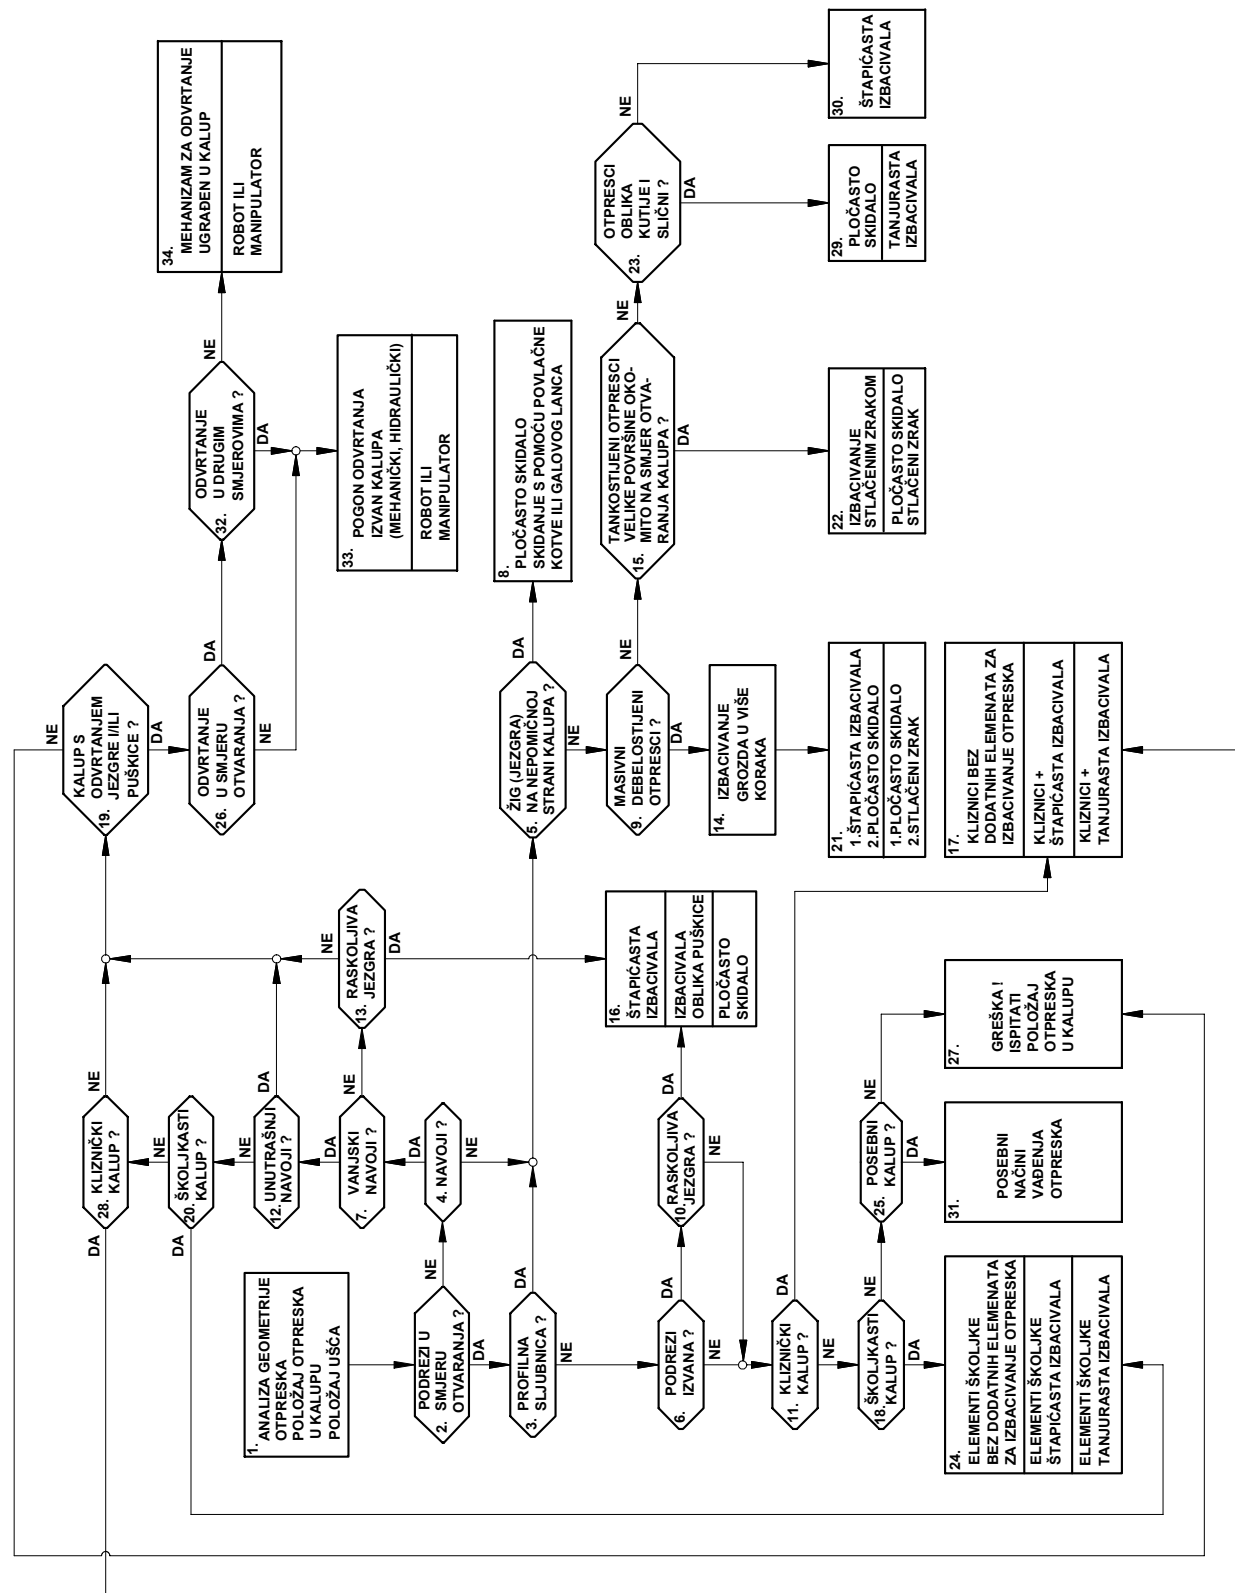 1. ANALIZA GEOMETRIJE
OTPRESKA
POLOŽAJ OTPRESKA
U KALUPU
POLOŽAJ UŠĆA
2. PODREZI U
SMJERU
OTVARANJA ?
NE
DA
3. PROFILNA
SLJUBNICA ?
DA
NE
4. NAVOJI ?
DA
NE
5. ŽIG (JEZGRA)
NA NEPOMIČNOJ
STRANI KALUPA ?
DA
NE
6. PODREZI
IZVANA ?
DA
NE
7. VANJSKI
NAVOJI ?
DA
NE
8. PLOČASTO SKIDALO
SKIDANJE S POMOĆU POVLAČNE
KOTVE ILI GALOVOG LANCA
9. MASIVNI
DEBELOSTIJENI
OTPRESCI ?
NE
DA
10. RASKOLJIVA
JEZGRA ?
DA
NE
11. KLIZNIČKI
KALUP ?
DA
NE
12. UNUTRAŠNJI
NAVOJI ?
DA
NE
13. RASKOLJIVA
JEZGRA ?
NE
DA
14. IZBACIVANJE
GROZDA U VIŠE
KORAKA
15. TANKOSTIJENI OTPRESCI
VELIKE POVRŠINE OKO-
MITO NA SMJER OTVA-
RANJA KALUPA ?
NE
DA
16. ŠTAPIĆASTA
IZBACIVALA
IZBACIVALA
OBLIKA PUŠKICE
PLOČASTO
SKIDALO
17. KLIZNICI BEZ
DODATNIH ELEMENATA ZA
IZBACIVANJE OTPRESKA
KLIZNICI +
ŠTAPIĆASTA IZBACIVALA
KLIZNICI +
TANJURASTA IZBACIVALA
18. ŠKOLJKASTI
KALUP ?
NE
DA
19. KALUP S
ODVRTANJEM
JEZGRE I/ILI
PUŠKICE ?
NE
DA
20. ŠKOLJKASTI
KALUP ?
NE
DA
21. 1.ŠTAPIĆASTA IZBACIVALA
2.PLOČASTO SKIDALO
1.PLOČASTO SKIDALO
2.STLAČENI ZRAK
22. IZBACIVANJE
STLAČENIM ZRAKOM
PLOČASTO SKIDALO
STLAČENI ZRAK
23. OTPRESCI
OBLIKA
KUTIJE I
SLIČNI ?
NE
DA
24. ELEMENTI ŠKOLJKE
BEZ DODATNIH ELEMENATA
ZA IZBACIVANJE OTPRESKA
ELEMENTI ŠKOLJKE
ŠTAPIĆASTA IZBACIVALA
ELEMENTI ŠKOLJKE
TANJURASTA IZBACIVALA
25. POSEBNI
KALUP ?
NE
DA
26. ODVRTANJE
U SMJERU
OTVARANJA ?
DA
NE
27. GREŠKA !
ISPITATI
POLOŽAJ
OTPRESKA
U KALUPU
28. KLIZNIČKI
KALUP ?
NE
DA
29. PLOČASTO
SKIDALO
TANJURASTA
IZBACIVALA
30. ŠTAPIĆASTA
IZBACIVALA
31. POSEBNI
NAČINI
VAĐENJA
OTPRESKA
32. ODVRTANJE
U DRUGIM
SMJEROVIMA ?
NE
DA
33. POGON ODVRTANJA
IZVAN KALUPA
(MEHANIČKI, HIDRAULIČKI)
ROBOT ILI
MANIPULATOR
34. MEHANIZAM ZA ODVRTANJE
UGRAĐEN U KALUP
ROBOT ILI
MANIPULATOR